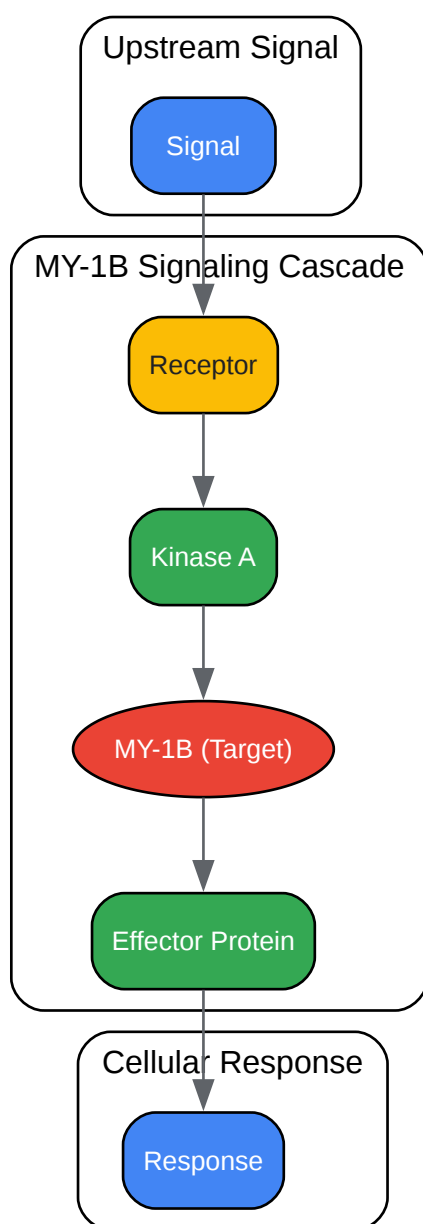 Upstream Signal
Signal
MY-1B Signaling Cascade
Receptor
Kinase A
MY-1B (Target)
Effector Protein
Cellular Response
Response